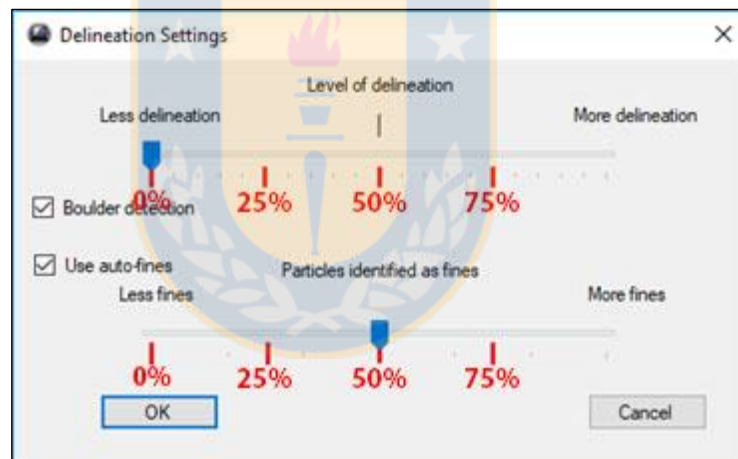 Delineation Settings
Level of delineation
Less delineation More delineation
0% 25% 50% 75%
Boulder detection
Use auto-fines Particles identified as fines
Less fines More fines
0% 25% 50% 75%
OK Cancel